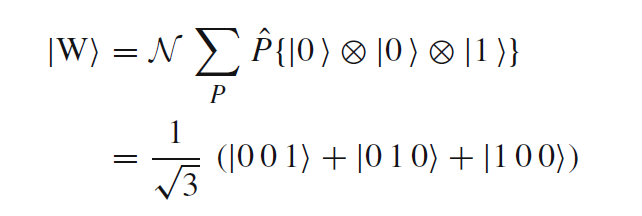 |W⟩ = 𝒩 ∑_P P̂{|0⟩ ⊗ |0⟩ ⊗ |1⟩}
= 1/√3 (|0 0 1⟩ + |0 1 0⟩ + |1 0 0⟩)